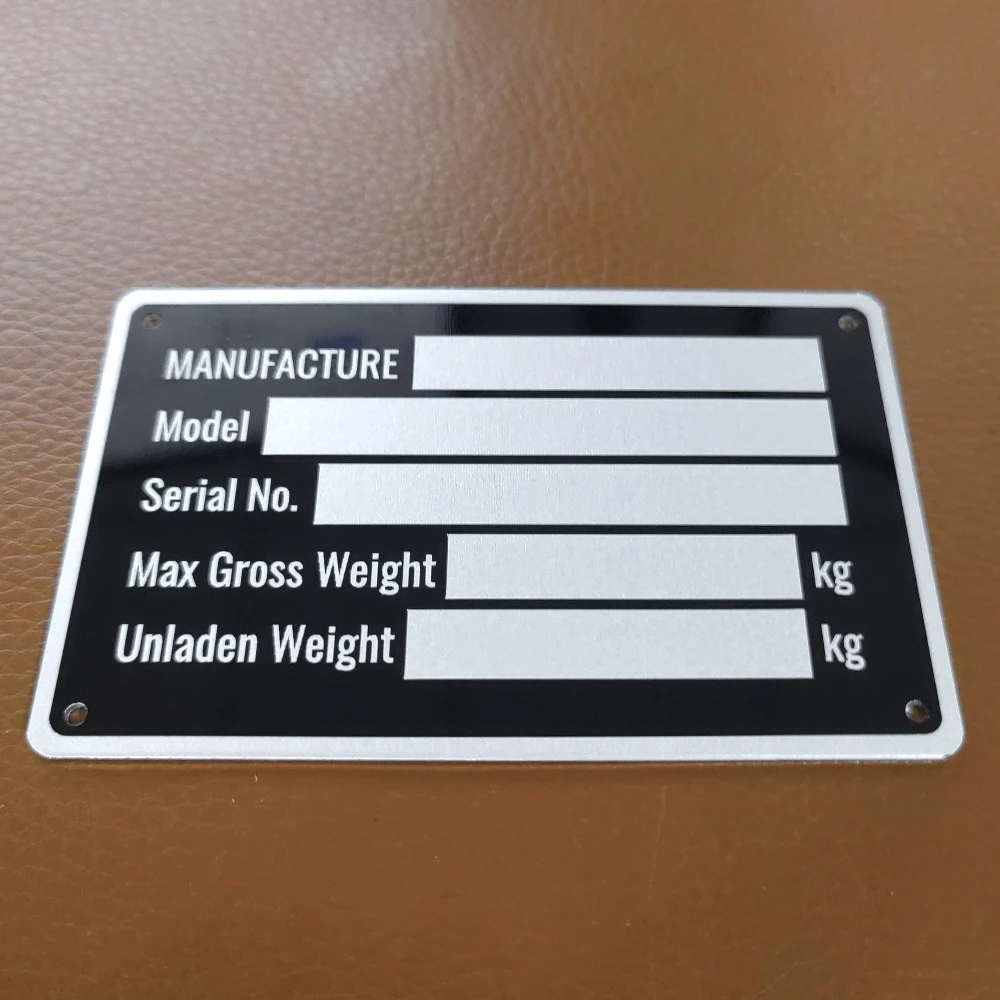 MANUFACTURE
Model
Serial No.
Max Gross Weight kg
Unladen Weight kg